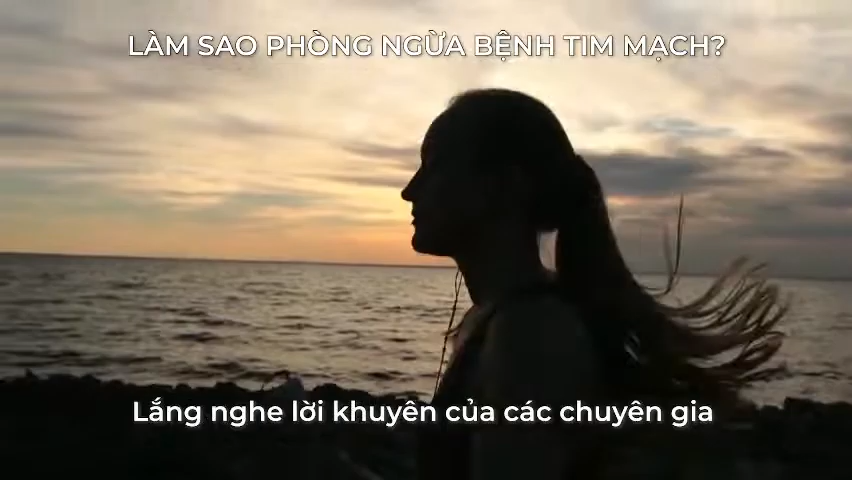 LÀM SAO PHÒNG NGỪA BỆNH TIM MẠCH?
Lắng nghe lời khuyên của các chuyên gia